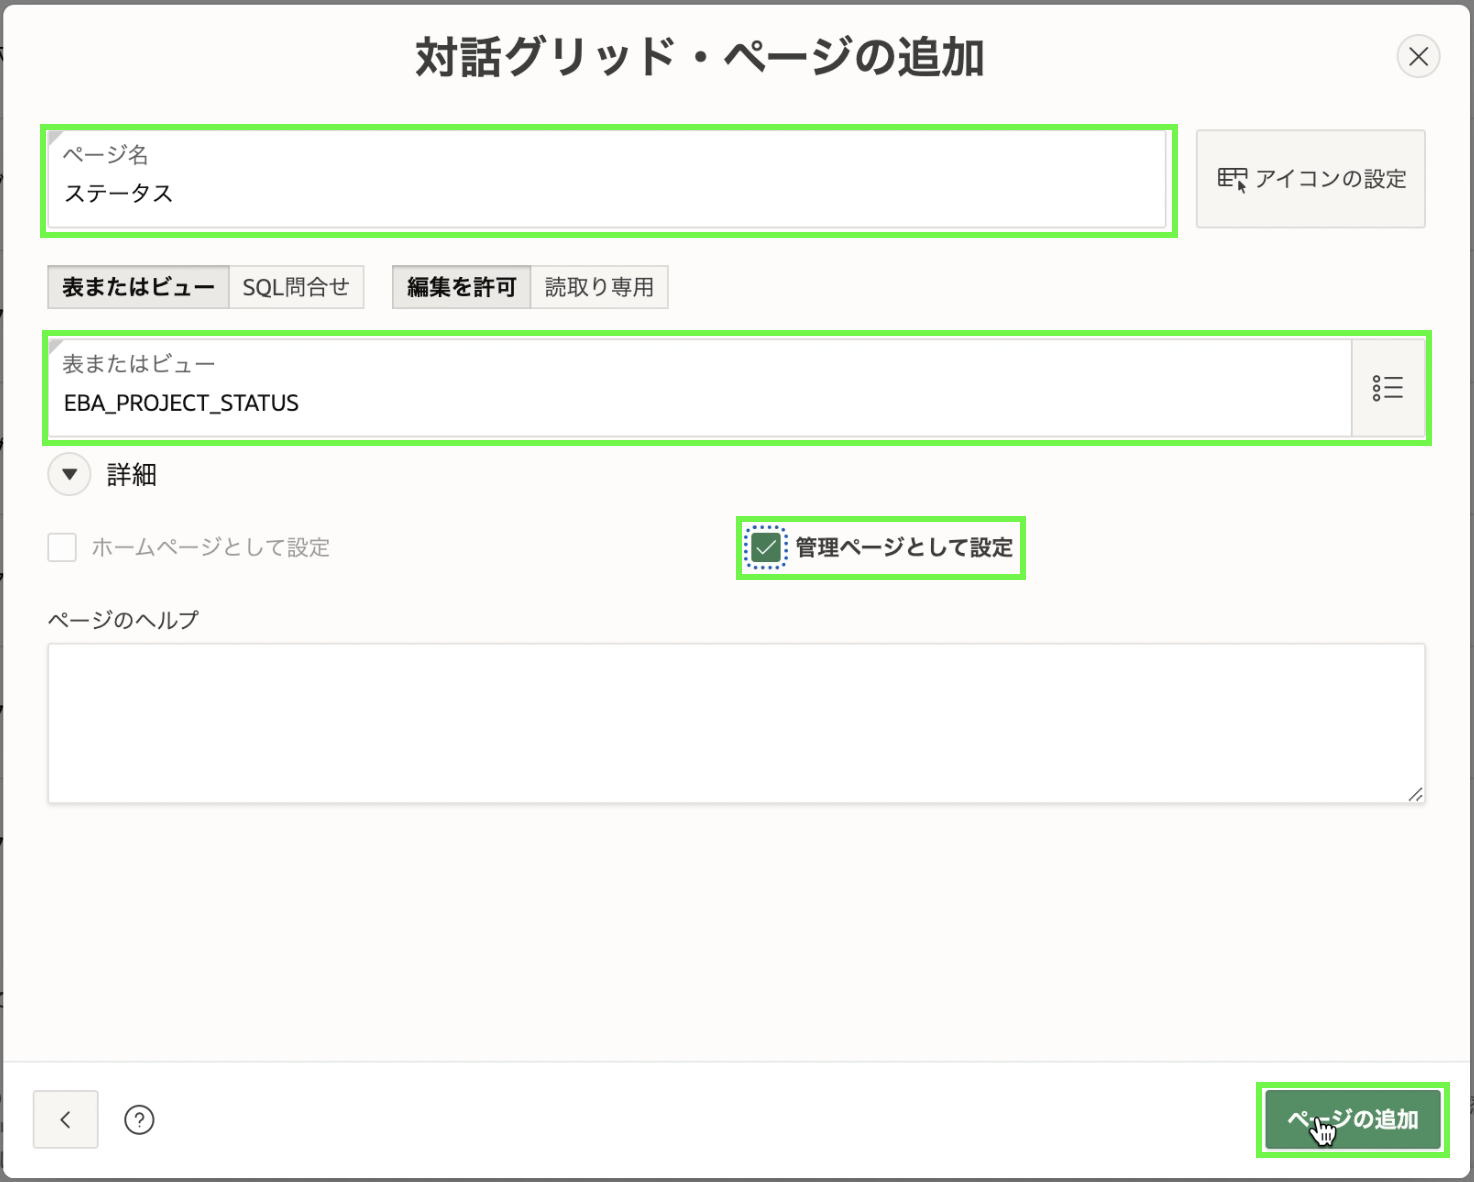 対話グリッド・ページの追加
ページ名
ステータス
アイコンの設定
表またはビュー SQL問合せ 編集を許可 読取り専用
表またはビュー
EBA_PROJECT_STATUS
詳細
ホームページとして設定 管理ページとして設定
ページのヘルプ
ページの追加